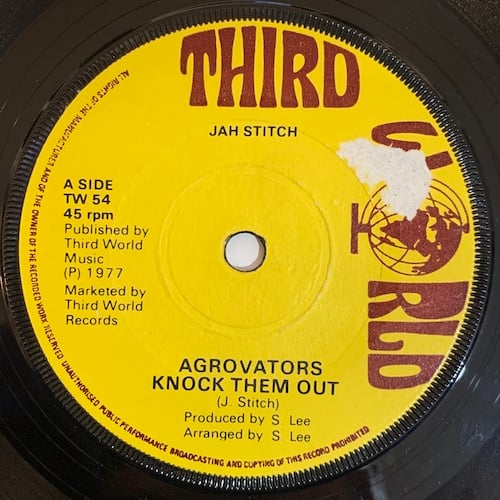 THIRD
WORLD
JAH STITCH
A SIDE
TW 54
45 rpm
Published by
Third World
Music
(P) 1977
Marketed by
Third World
Records
AGROVATORS
KNOCK THEM OUT
(J. Stitch)
Produced by S. Lee
Arranged by S. Lee
ALL RIGHTS OF THE MANUFACTURER AND OF THE OWNER OF THE RECORDED WORK RESERVED UNAUTHORISED PUBLIC PERFORMANCE BROADCASTING AND COPYING OF THIS RECORD PROHIBITED